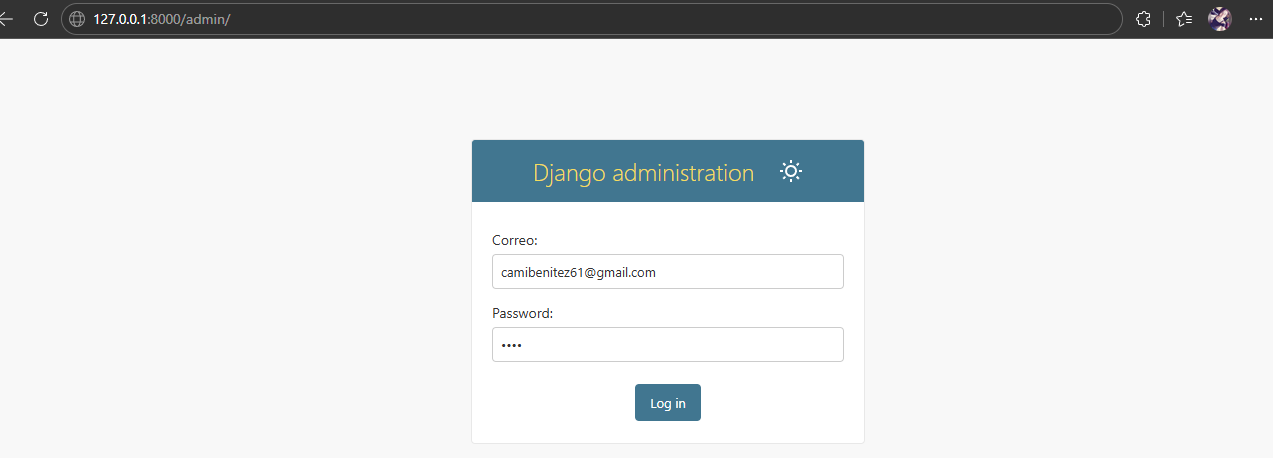 127.0.0.1:8000/admin/
Django administration
Correo:
camibenitez61@gmail.com
Password:
••••
Log in